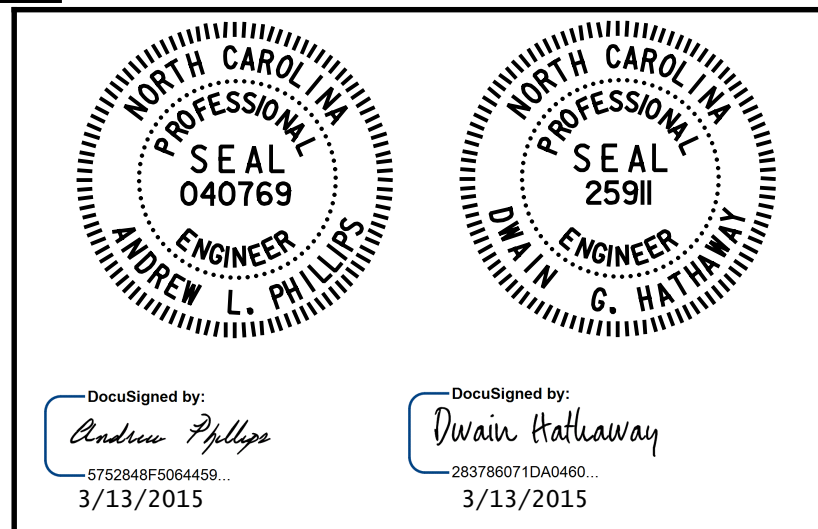 NORTH CAROLINA
PROFESSIONAL
SEAL
040769
ENGINEER
ANDREW L. PHILLIPS
NORTH CAROLINA
PROFESSIONAL
SEAL
25911
ENGINEER
DWAIN G. HATHAWAY
DocuSigned by:
Andrew Phillips
5752848F5064459...
3/13/2015
DocuSigned by:
Dwain Hathaway
283786071DA0460...
3/13/2015